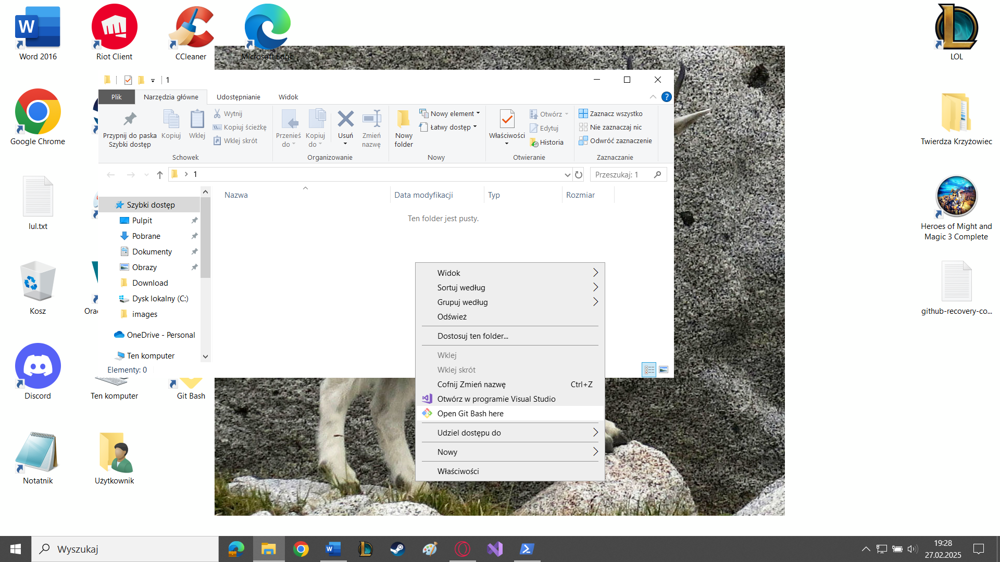 Word 2016
Riot Client
CCleaner
Microsoft Edge
LOL
1
Plik
Narzędzia główne
Udostępnianie
Widok
Przypnij do paska
Szybki dostęp
Kopiuj
Wklej
Wytnij
Kopiuj ścieżkę
Wklej skrót
Schowek
Przenieś
do
Kopiuj
do
Usuń
Zmień
nazwę
Organizowanie
Nowy
folder
Nowy element
Łatwy dostęp
Nowy
Właściwości
Otwórz
Edytuj
Historia
Otwieranie
Zaznacz wszystko
Nie zaznaczaj nic
Odwróć zaznaczenie
Zaznaczanie
Google Chrome
Twierdza Krzyżowiec
1
Przeszukaj: 1
Nazwa
Data modyfikacji
Typ
Rozmiar
Ten folder jest pusty.
Szybki dostęp
Pulpit
Pobrane
Dokumenty
Obrazy
Download
Dysk lokalny (C:)
images
OneDrive - Personal
Ten komputer
Elementy: 0
lul.txt
Heroes of Might and
Magic 3 Complete
Kosz
Orac
github-recovery-co...
Widok
Sortuj według
Grupuj według
Odśwież
Dostosuj ten folder...
Wklej
Wklej skrót
Cofnij Zmień nazwę Ctrl+Z
Otwórz w programie Visual Studio
Open Git Bash here
Udziel dostępu do
Nowy
Właściwości
Discord
Ten komputer
Git Bash
Notatnik
Użytkownik
Wyszukaj
19:28
27.02.2025